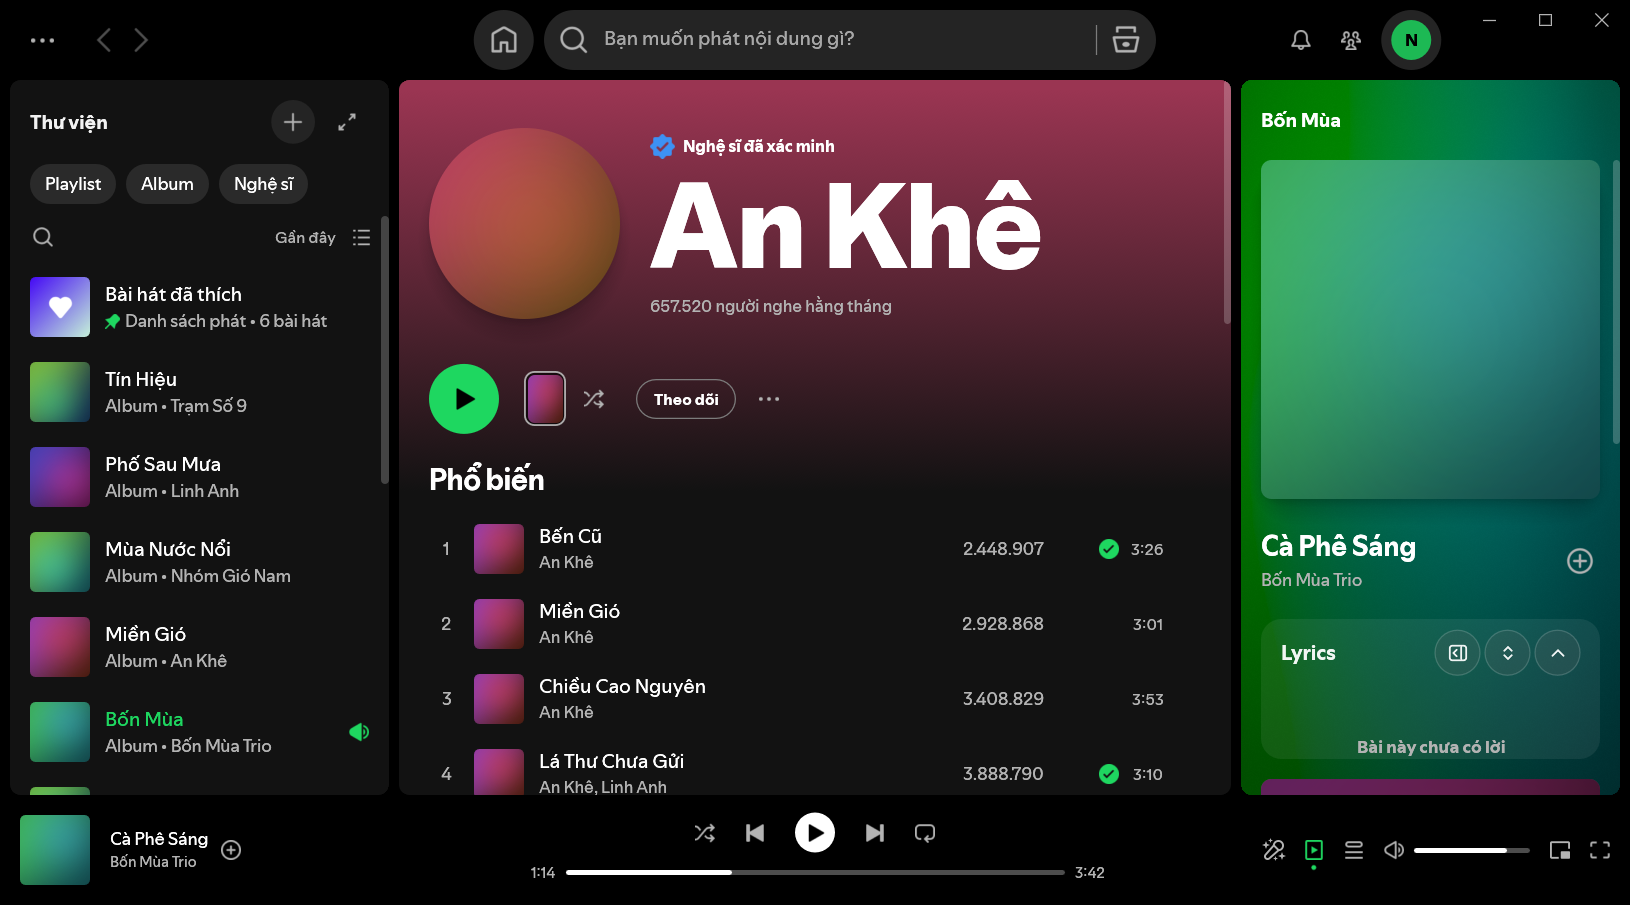 Bạn muốn phát nội dung gì?
N
Thư viện
Playlist
Album
Nghệ sĩ
Gần đây
Bài hát đã thích
Danh sách phát • 6 bài hát
Tín Hiệu
Album • Trạm Số 9
Phố Sau Mưa
Album • Linh Anh
Mùa Nước Nổi
Album • Nhóm Gió Nam
Miền Gió
Album • An Khê
Bốn Mùa
Album • Bốn Mùa Trio
Nghệ sĩ đã xác minh
An Khê
657.520 người nghe hằng tháng
Theo dõi
Phổ biến
1 Bến Cũ 2.448.907 3:26
An Khê
2 Miền Gió 2.928.868 3:01
An Khê
3 Chiều Cao Nguyên 3.408.829 3:53
An Khê
4 Lá Thư Chưa Gửi 3.888.790 3:10
An Khê, Linh Anh
Bốn Mùa
Cà Phê Sáng
Bốn Mùa Trio
Lyrics
Bài này chưa có lời
Cà Phê Sáng
Bốn Mùa Trio
1:14
3:42